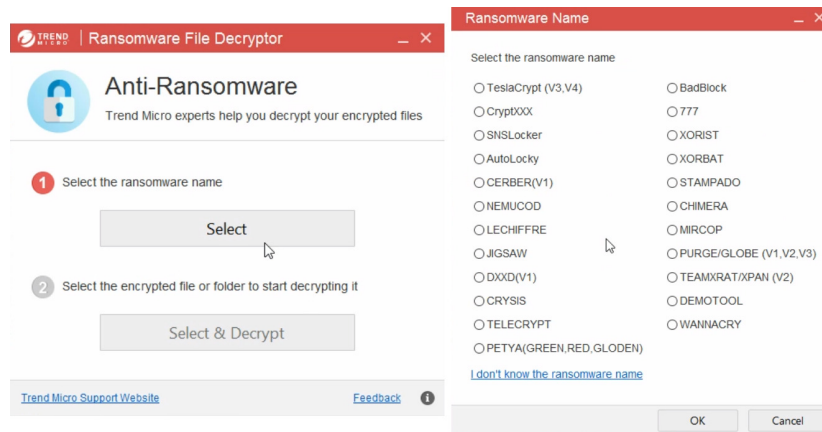 TREND MICRO | Ransomware File Decryptor
Anti-Ransomware
Trend Micro experts help you decrypt your encrypted files
1 Select the ransomware name
Select
2 Select the encrypted file or folder to start decrypting it
Select & Decrypt
Trend Micro Support Website
Feedback
Ransomware Name
Select the ransomware name
TeslaCrypt (V3,V4)
CryptXXX
SNSLocker
AutoLocky
CERBER(V1)
NEMUCOD
LECHIFFRE
JIGSAW
DXXD(V1)
CRYSIS
TELECRYPT
PETYA(GREEN,RED,GLODEN)
BadBlock
777
XORIST
XORBAT
STAMPADO
CHIMERA
MIRCOP
PURGE/GLOBE (V1,V2,V3)
TEAMXRAT/XPAN (V2)
DEMOTOOL
WANNACRY
I don't know the ransomware name
OK
Cancel